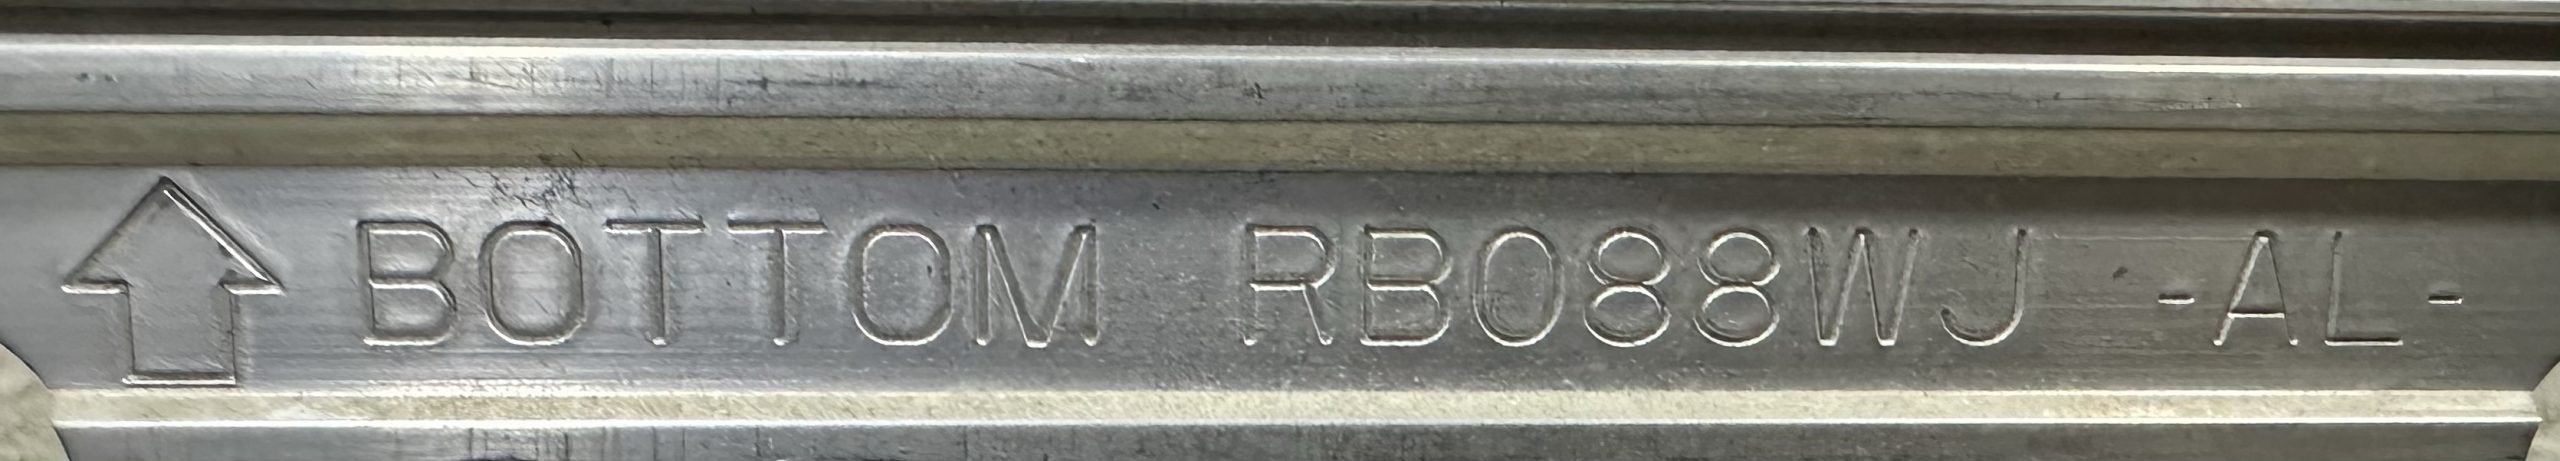 BOTTOM RB088WJ -AL-